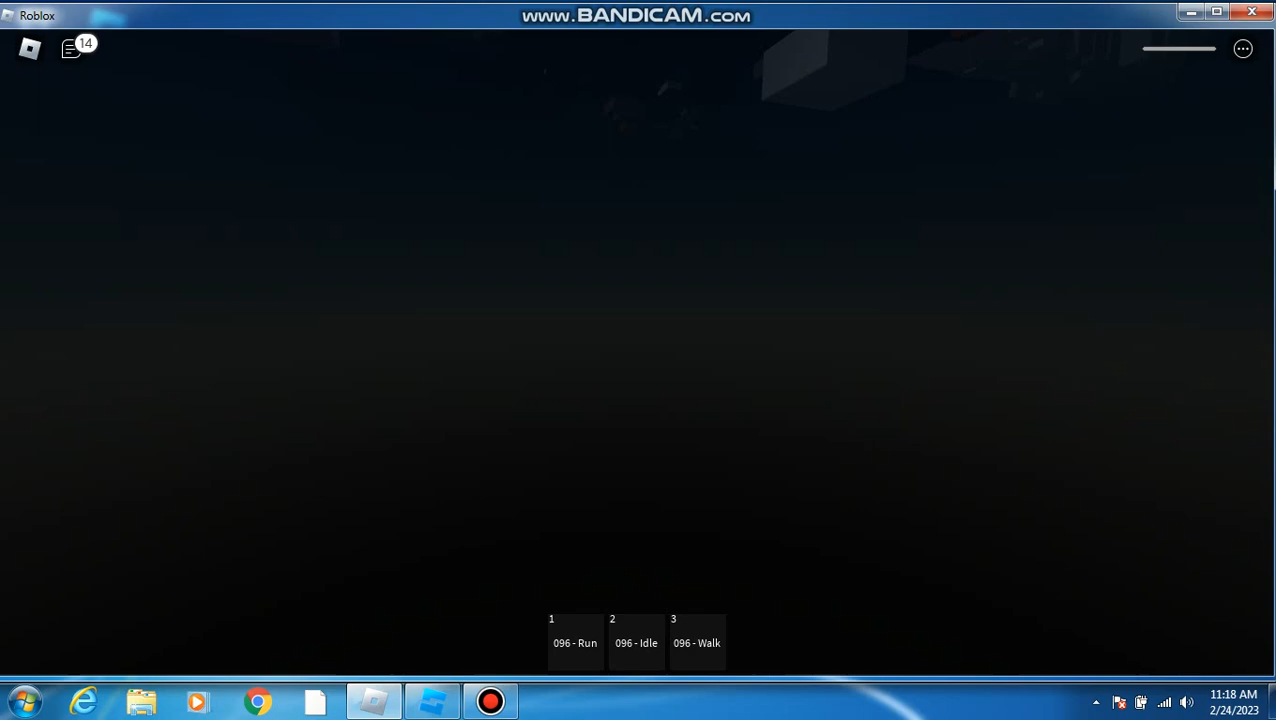 Roblox
www.BANDICAM.com
14
1
2
3
096 - Run
096 - Idle
096 - Walk
11:18 AM
2/24/2023